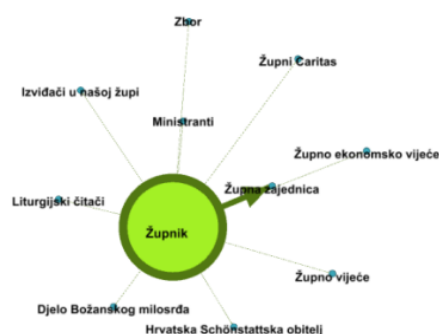 Zbor
Župni Caritas
Izviđači u našoj župi
Ministranti
Župno ekonomsko vijeće
Župna zajednica
Liturgijski čitači
Župnik
Župno vijeće
Djelo Božanskog milosrđa
Hrvatska Schönstattska obitelj